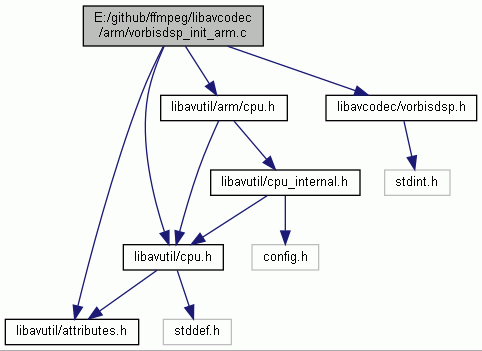 E:/github/ffmpeg/libavcodec
/arm/vorbisdsp_init_arm.c
libavutil/arm/cpu.h
libavcodec/vorbisdsp.h
libavutil/cpu_internal.h
stdint.h
libavutil/cpu.h
config.h
libavutil/attributes.h
stddef.h